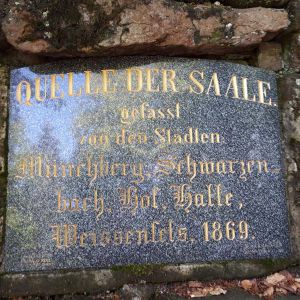 QUELLE DER SAALE.
gefasst
von den Städten
Münchberg, Schwarzen-
bach, Hof, Halle,
Weissenfels, 1869.